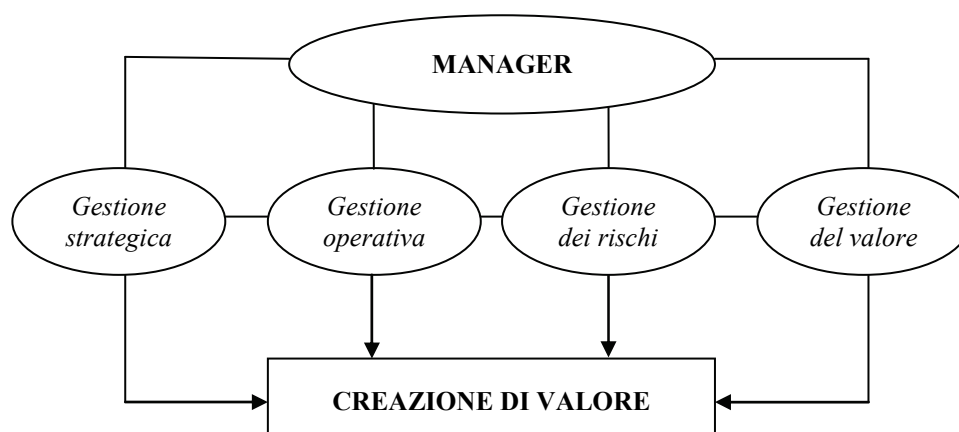 MANAGER
Gestione
strategica
Gestione
operativa
Gestione
dei rischi
Gestione
del valore
CREAZIONE DI VALORE